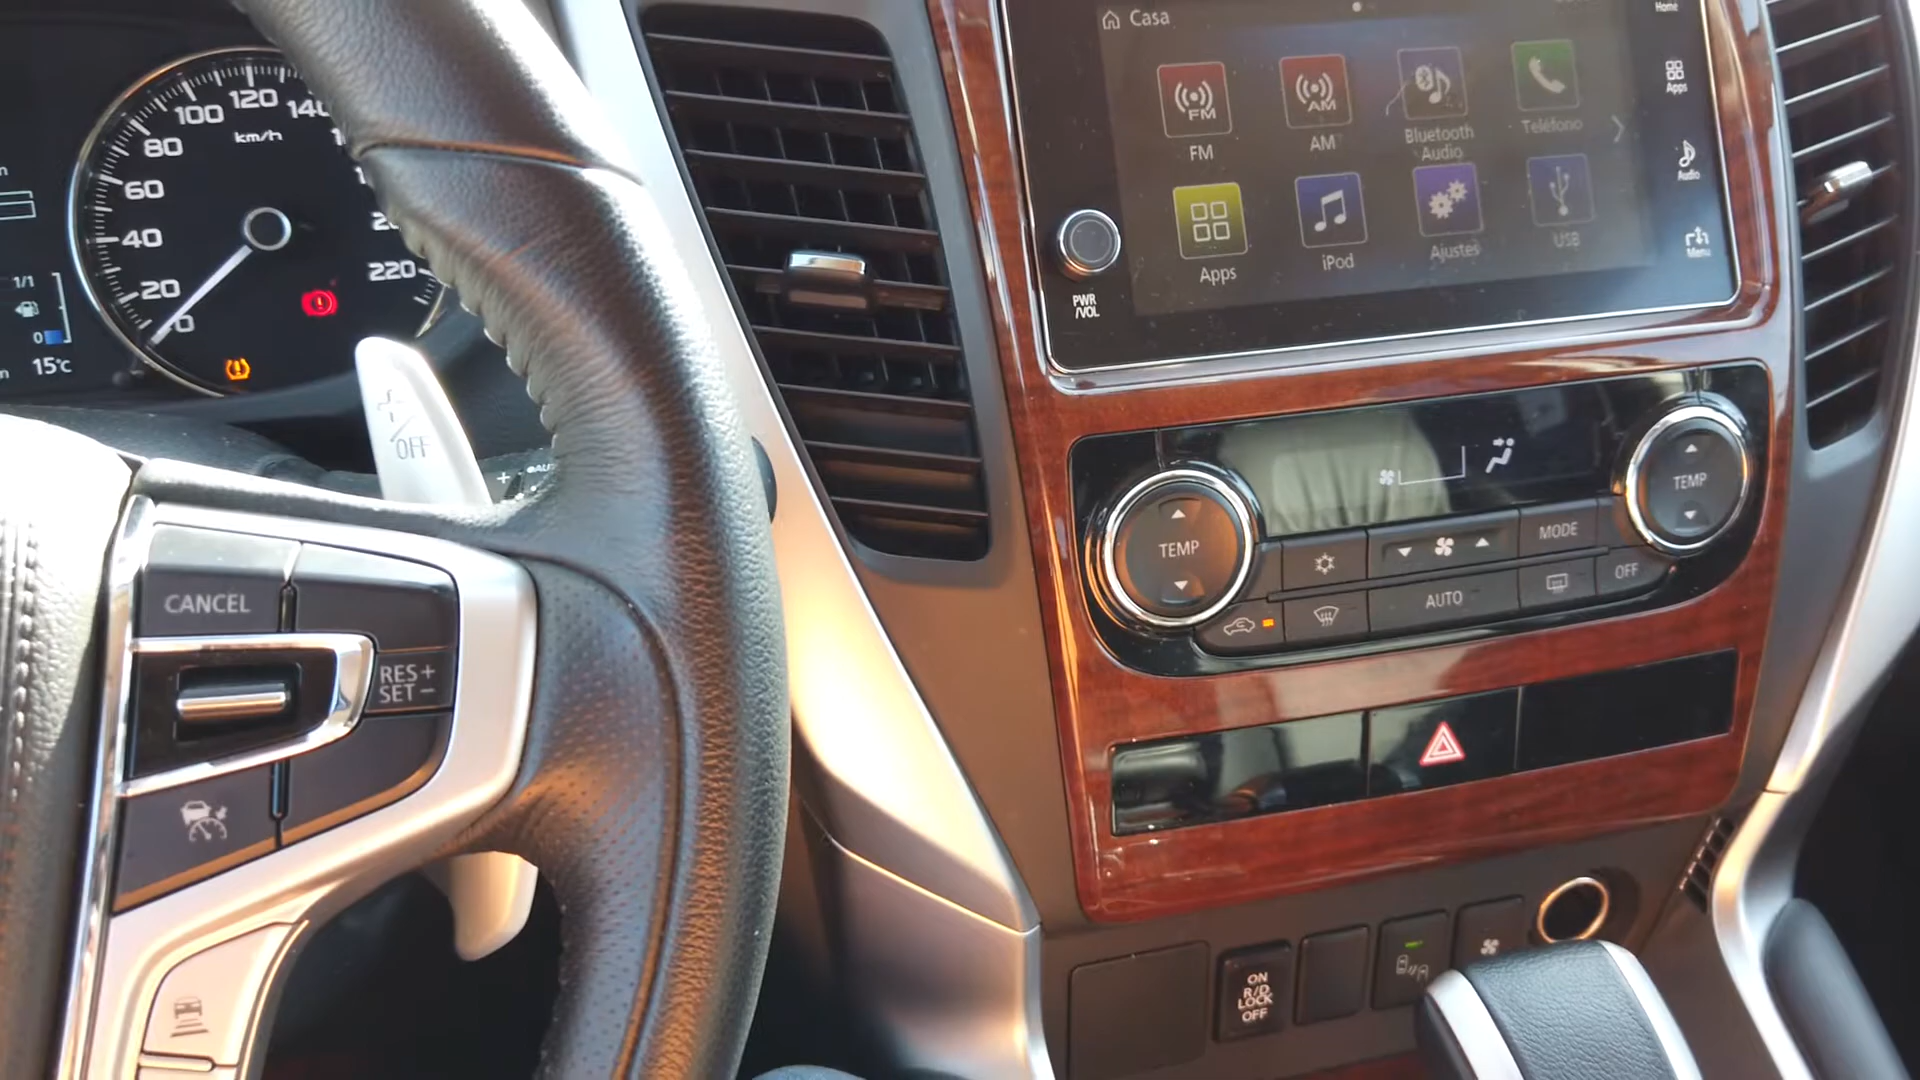 Casa
Home
Apps
Audio
Menu
FM
AM
Bluetooth
Audio
Teléfono
Apps
iPod
Ajustes
USB
PWR
/VOL
100
120
140
km/h
80
60
40
20
0
220
1/1
0
15°c
+
OFF
+
TEMP
TEMP
MODE
AUTO
OFF
CANCEL
RES+
SET−
ON
R/D
LOCK
OFF